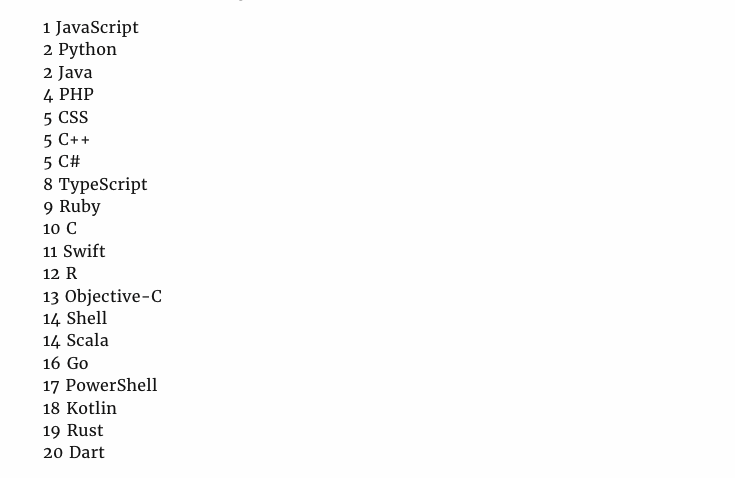 1 JavaScript
2 Python
2 Java
4 PHP
5 CSS
5 C++
5 C#
8 TypeScript
9 Ruby
10 C
11 Swift
12 R
13 Objective-C
14 Shell
14 Scala
16 Go
17 PowerShell
18 Kotlin
19 Rust
20 Dart